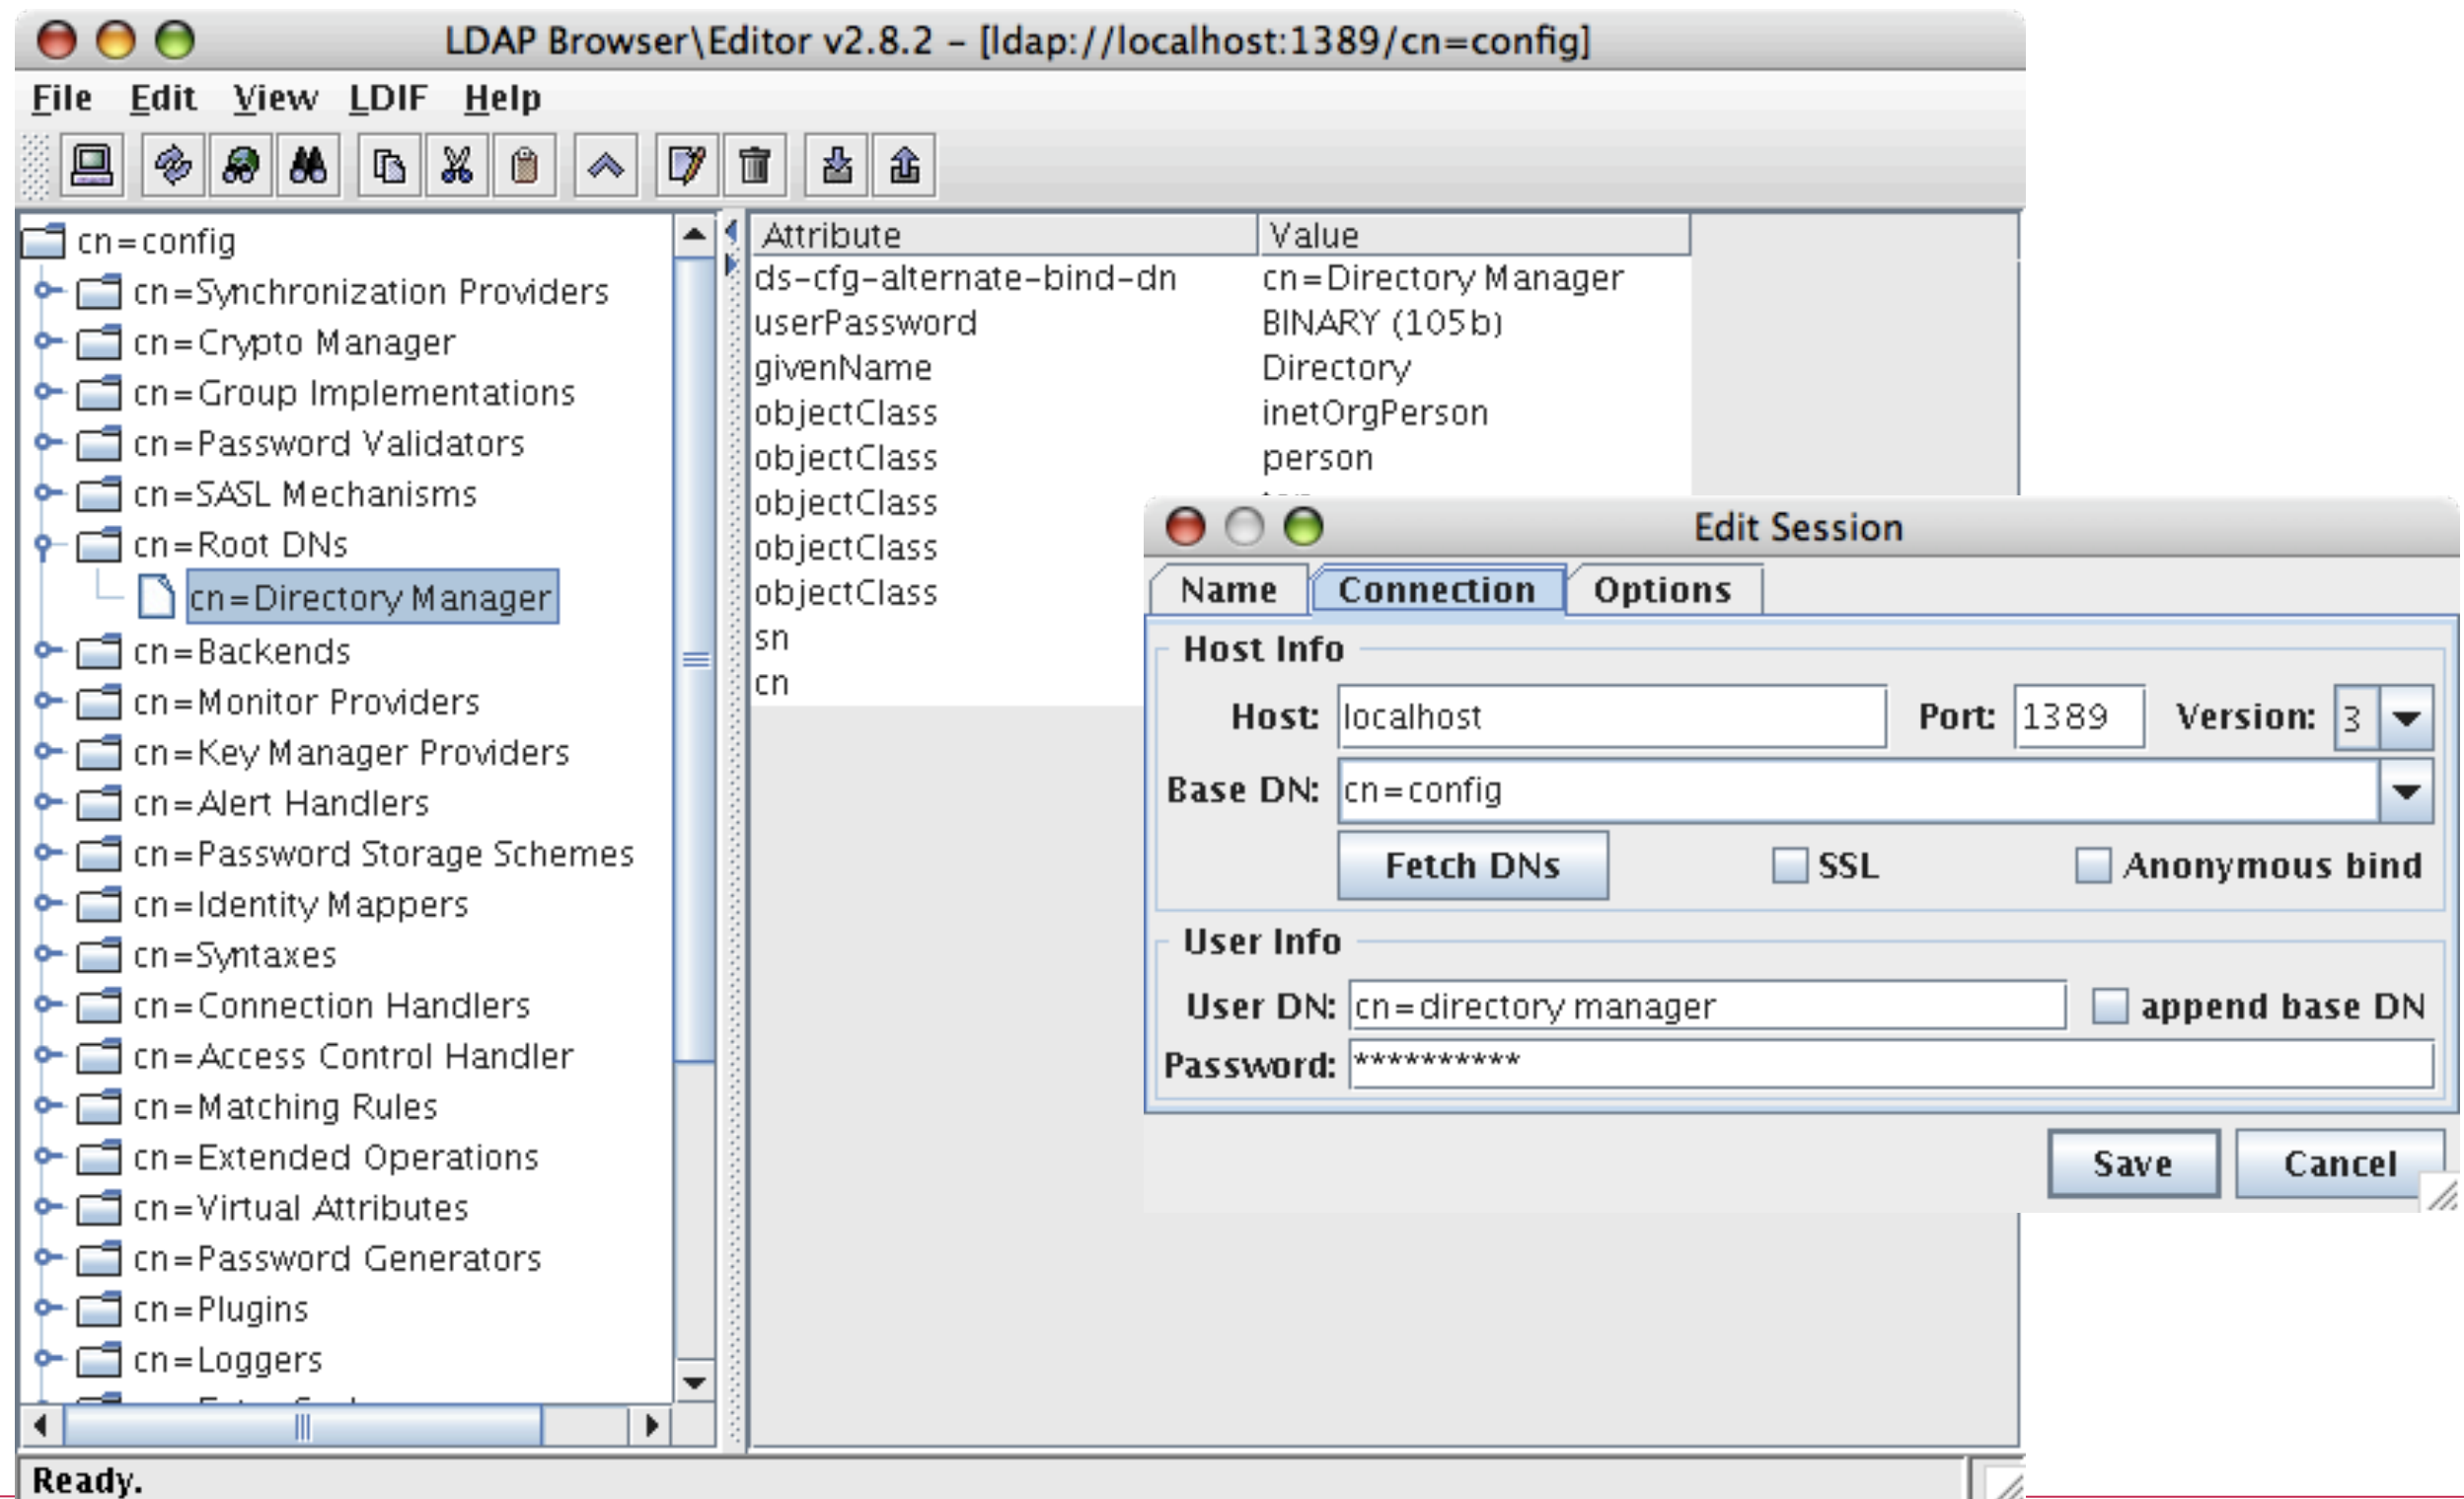 LDAP Browser\Editor v2.8.2 – [ldap://localhost:1389/cn=config]
File Edit View LDIF Help
cn=config
cn=Synchronization Providers
cn=Crypto Manager
cn=Group Implementations
cn=Password Validators
cn=SASL Mechanisms
cn=Root DNs
cn=Directory Manager
cn=Backends
cn=Monitor Providers
cn=Key Manager Providers
cn=Alert Handlers
cn=Password Storage Schemes
cn=Identity Mappers
cn=Syntaxes
cn=Connection Handlers
cn=Access Control Handler
cn=Matching Rules
cn=Extended Operations
cn=Virtual Attributes
cn=Password Generators
cn=Plugins
cn=Loggers
Attribute Value
ds-cfg-alternate-bind-dn cn=Directory Manager
userPassword BINARY (105b)
givenName Directory
objectClass inetOrgPerson
objectClass person
objectClass
objectClass
objectClass
sn
cn
Edit Session
Name Connection Options
Host Info
Host: localhost Port: 1389 Version: 3
Base DN: cn=config
Fetch DNs SSL Anonymous bind
User Info
User DN: cn=directory manager append base DN
Password: **********
Save Cancel
Ready.